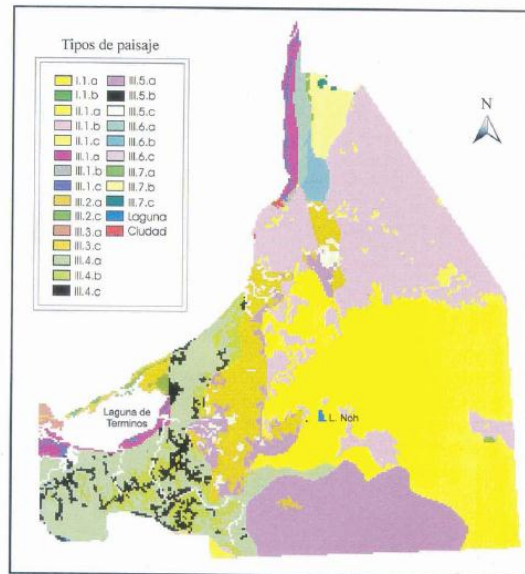 Tipos de paisaje
I.1.a
I.1.b
II.1.a
II.1.b
II.1.c
III.1.a
III.1.b
III.1.c
III.2.a
III.2.c
III.3.a
III.3.c
III.4.a
III.4.b
III.4.c
III.5.a
III.5.b
III.5.c
III.6.a
III.6.b
III.6.c
III.7.a
III.7.b
III.7.c
Laguna
Ciudad
N
Laguna de
Terminos
L. Noh